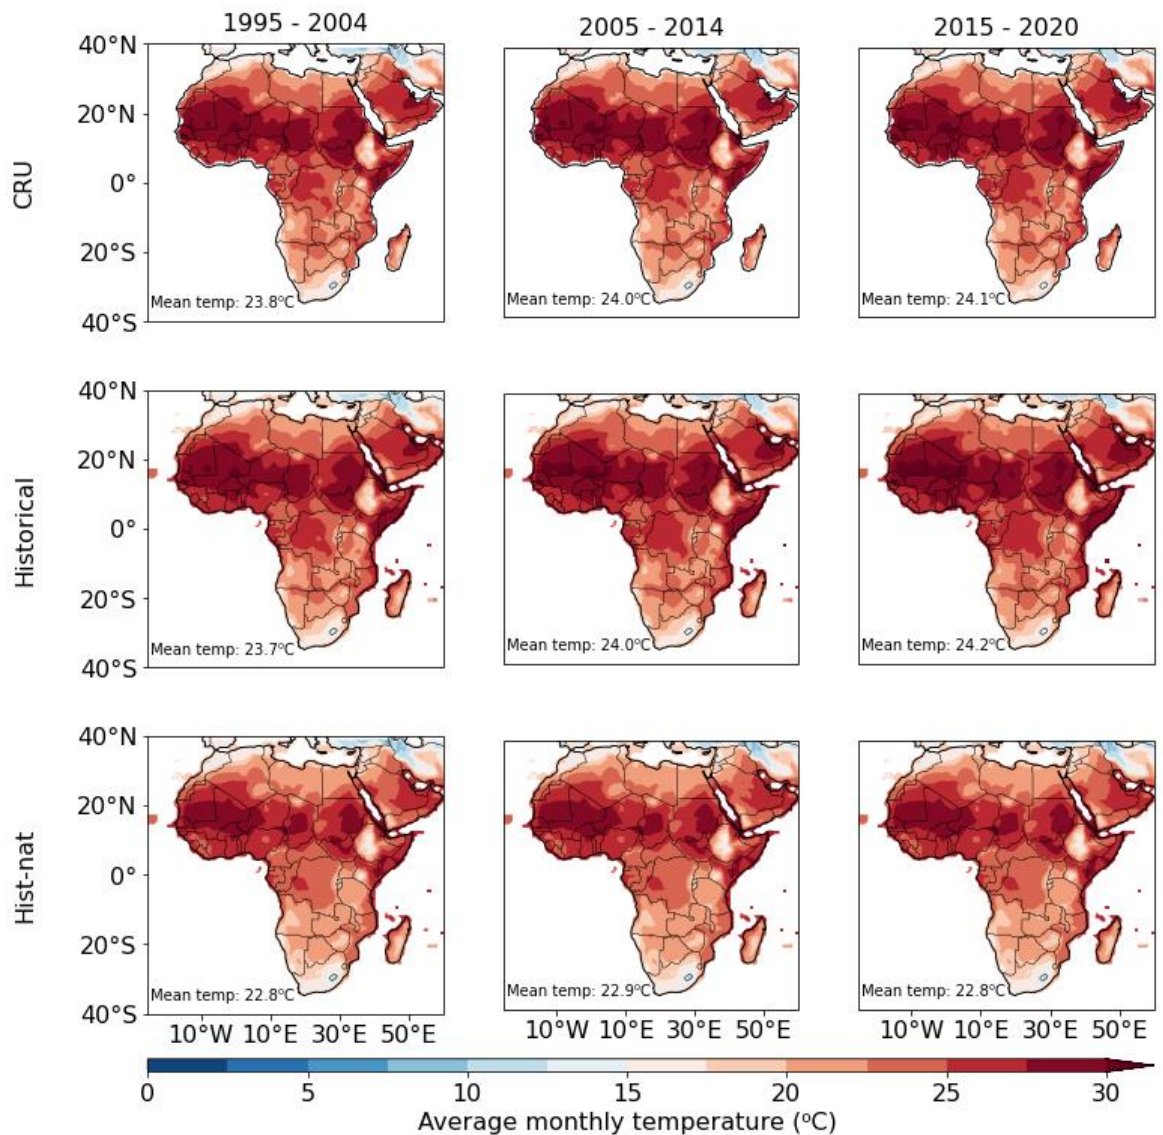 1995 - 2004
2005 - 2014
2015 - 2020
CRU
40°N
20°N
0°
20°S
40°S
Mean temp: 23.8°C
Mean temp: 24.0°C
Mean temp: 24.1°C
Historical
40°N
20°N
0°
20°S
40°S
Mean temp: 23.7°C
Mean temp: 24.0°C
Mean temp: 24.2°C
Hist-nat
40°N
20°N
0°
20°S
40°S
Mean temp: 22.8°C
Mean temp: 22.9°C
Mean temp: 22.8°C
10°W 10°E 30°E 50°E
10°W 10°E 30°E 50°E
10°W 10°E 30°E 50°E
0 5 10 15 20 25 30
Average monthly temperature (°C)